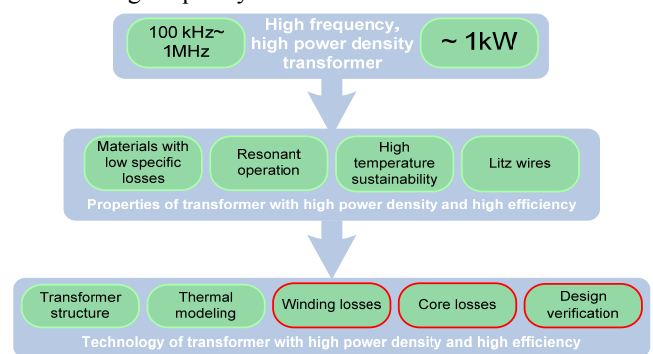 100 kHz~
1MHz
High frequency,
high power density
transformer
~ 1kW
Materials with
low specific
losses
Resonant
operation
High
temperature
sustainability
Litz wires
Properties of transformer with high power density and high efficiency
Transformer
structure
Thermal
modeling
Winding losses
Core losses
Design
verification
Technology of transformer with high power density and high efficiency